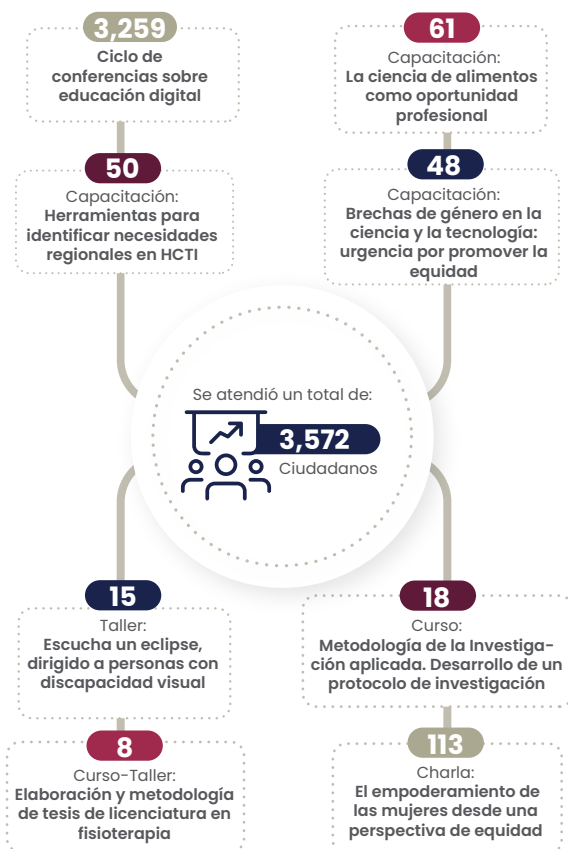 3,259
Ciclo de
conferencias sobre
educación digital
61
Capacitación:
La ciencia de alimentos
como oportunidad
profesional
50
Capacitación:
Herramientas para
identificar necesidades
regionales en HCTI
48
Capacitación:
Brechas de género en la
ciencia y la tecnología:
urgencia por promover la
equidad
Se atendió un total de:
3,572
Ciudadanos
15
Taller:
Escucha un eclipse,
dirigido a personas con
discapacidad visual
18
Curso:
Metodología de la Investiga-
ción aplicada. Desarrollo de un
protocolo de investigación
8
Curso-Taller:
Elaboración y metodología
de tesis de licenciatura en
fisioterapia
113
Charla:
El empoderamiento de
las mujeres desde una
perspectiva de equidad